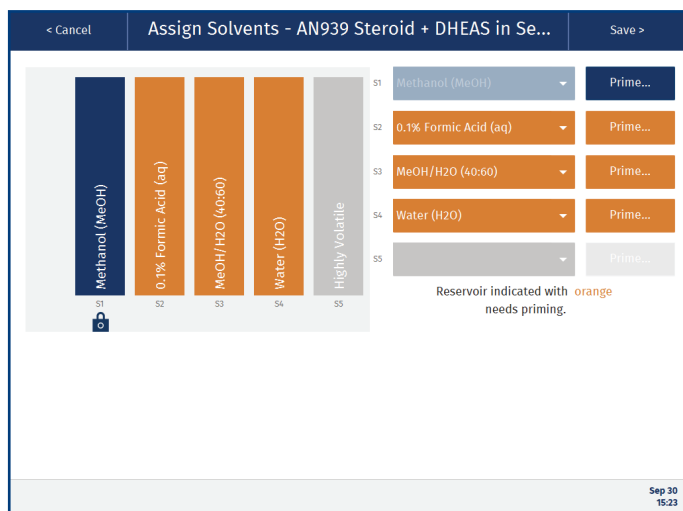 < Cancel
Assign Solvents - AN939 Steroid + DHEAS in Se...
Save >
Methanol (MeOH)
0.1% Formic Acid (aq)
MeOH/H2O (40:60)
Water (H2O)
Highly Volatile
S1
S2
S3
S4
S5
S1 Methanol (MeOH) Prime...
S2 0.1% Formic Acid (aq) Prime...
S3 MeOH/H2O (40:60) Prime...
S4 Water (H2O) Prime...
S5 Prime...
Reservoir indicated with orange
needs priming.
Sep 30
15:23